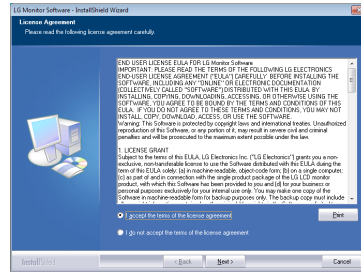 LG Monitor Software - InstallShield Wizard
License Agreement
Please read the following license agreement carefully.
END USER LICENSE EULA FOR LG Monitor Software
IMPORTANT: PLEASE READ THE TERMS OF THE FOLLOWING LG ELECTRONICS
END-USER LICENSE AGREEMENT ("EULA") CAREFULLY BEFORE INSTALLING THE
SOFTWARE, INCLUDING ANY "ONLINE" OR ELECTRONIC DOCUMENTATION
(COLLECTIVELY CALLED "SOFTWARE") DISTRIBUTED WITH THIS EULA. BY
INSTALLING, COPYING, DOWNLOADING, ACCESSING, OR OTHERWISE USING THE
SOFTWARE, YOU AGREE TO BE BOUND BY THE TERMS AND CONDITIONS OF THIS
EULA. IF YOU DO NOT AGREE TO THESE TERMS AND CONDITIONS, YOU MAY NOT
INSTALL, COPY, DOWNLOAD, ACCESS, OR USE THE SOFTWARE.
Warning: This Software is protected by copyright laws and international treaties. Unauthorized
reproduction of this Software, or any portion of it, may result in severe civil and criminal
penalties and will be prosecuted to the maximum extent possible under the law.
1. LICENSE GRANT
Subject to the terms of this EULA, LG Electronics Inc. ("LG Electronics") grants you a non-
exclusive, non-transferable license to use the Software distributed with this EULA during the
term of this EULA solely: (a) in machine-readable, object-code form; (b) on a single computer;
(c) as part of and in connection with the single product package of the LG LCD monitor
product, with which this Software has been provided to you and (d) for your business or
personal purposes exclusively for your internal use only. You may make one copy of the
Software in machine-readable form for backup purposes only. The backup copy must include
I accept the terms of the license agreement
Print
I do not accept the terms of the license agreement
InstallShield
< Back
Next >
Cancel